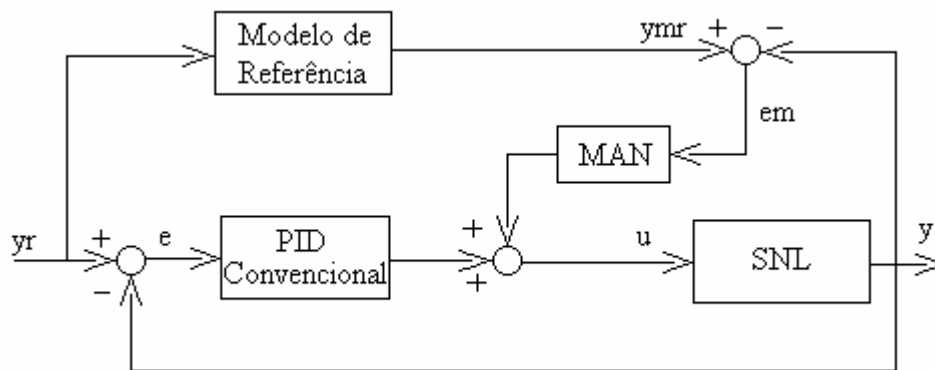 Modelo de
Referência
ymr
+
−
em
MAN
yr
+
−
e
PID
Convencional
+
+
u
SNL
y